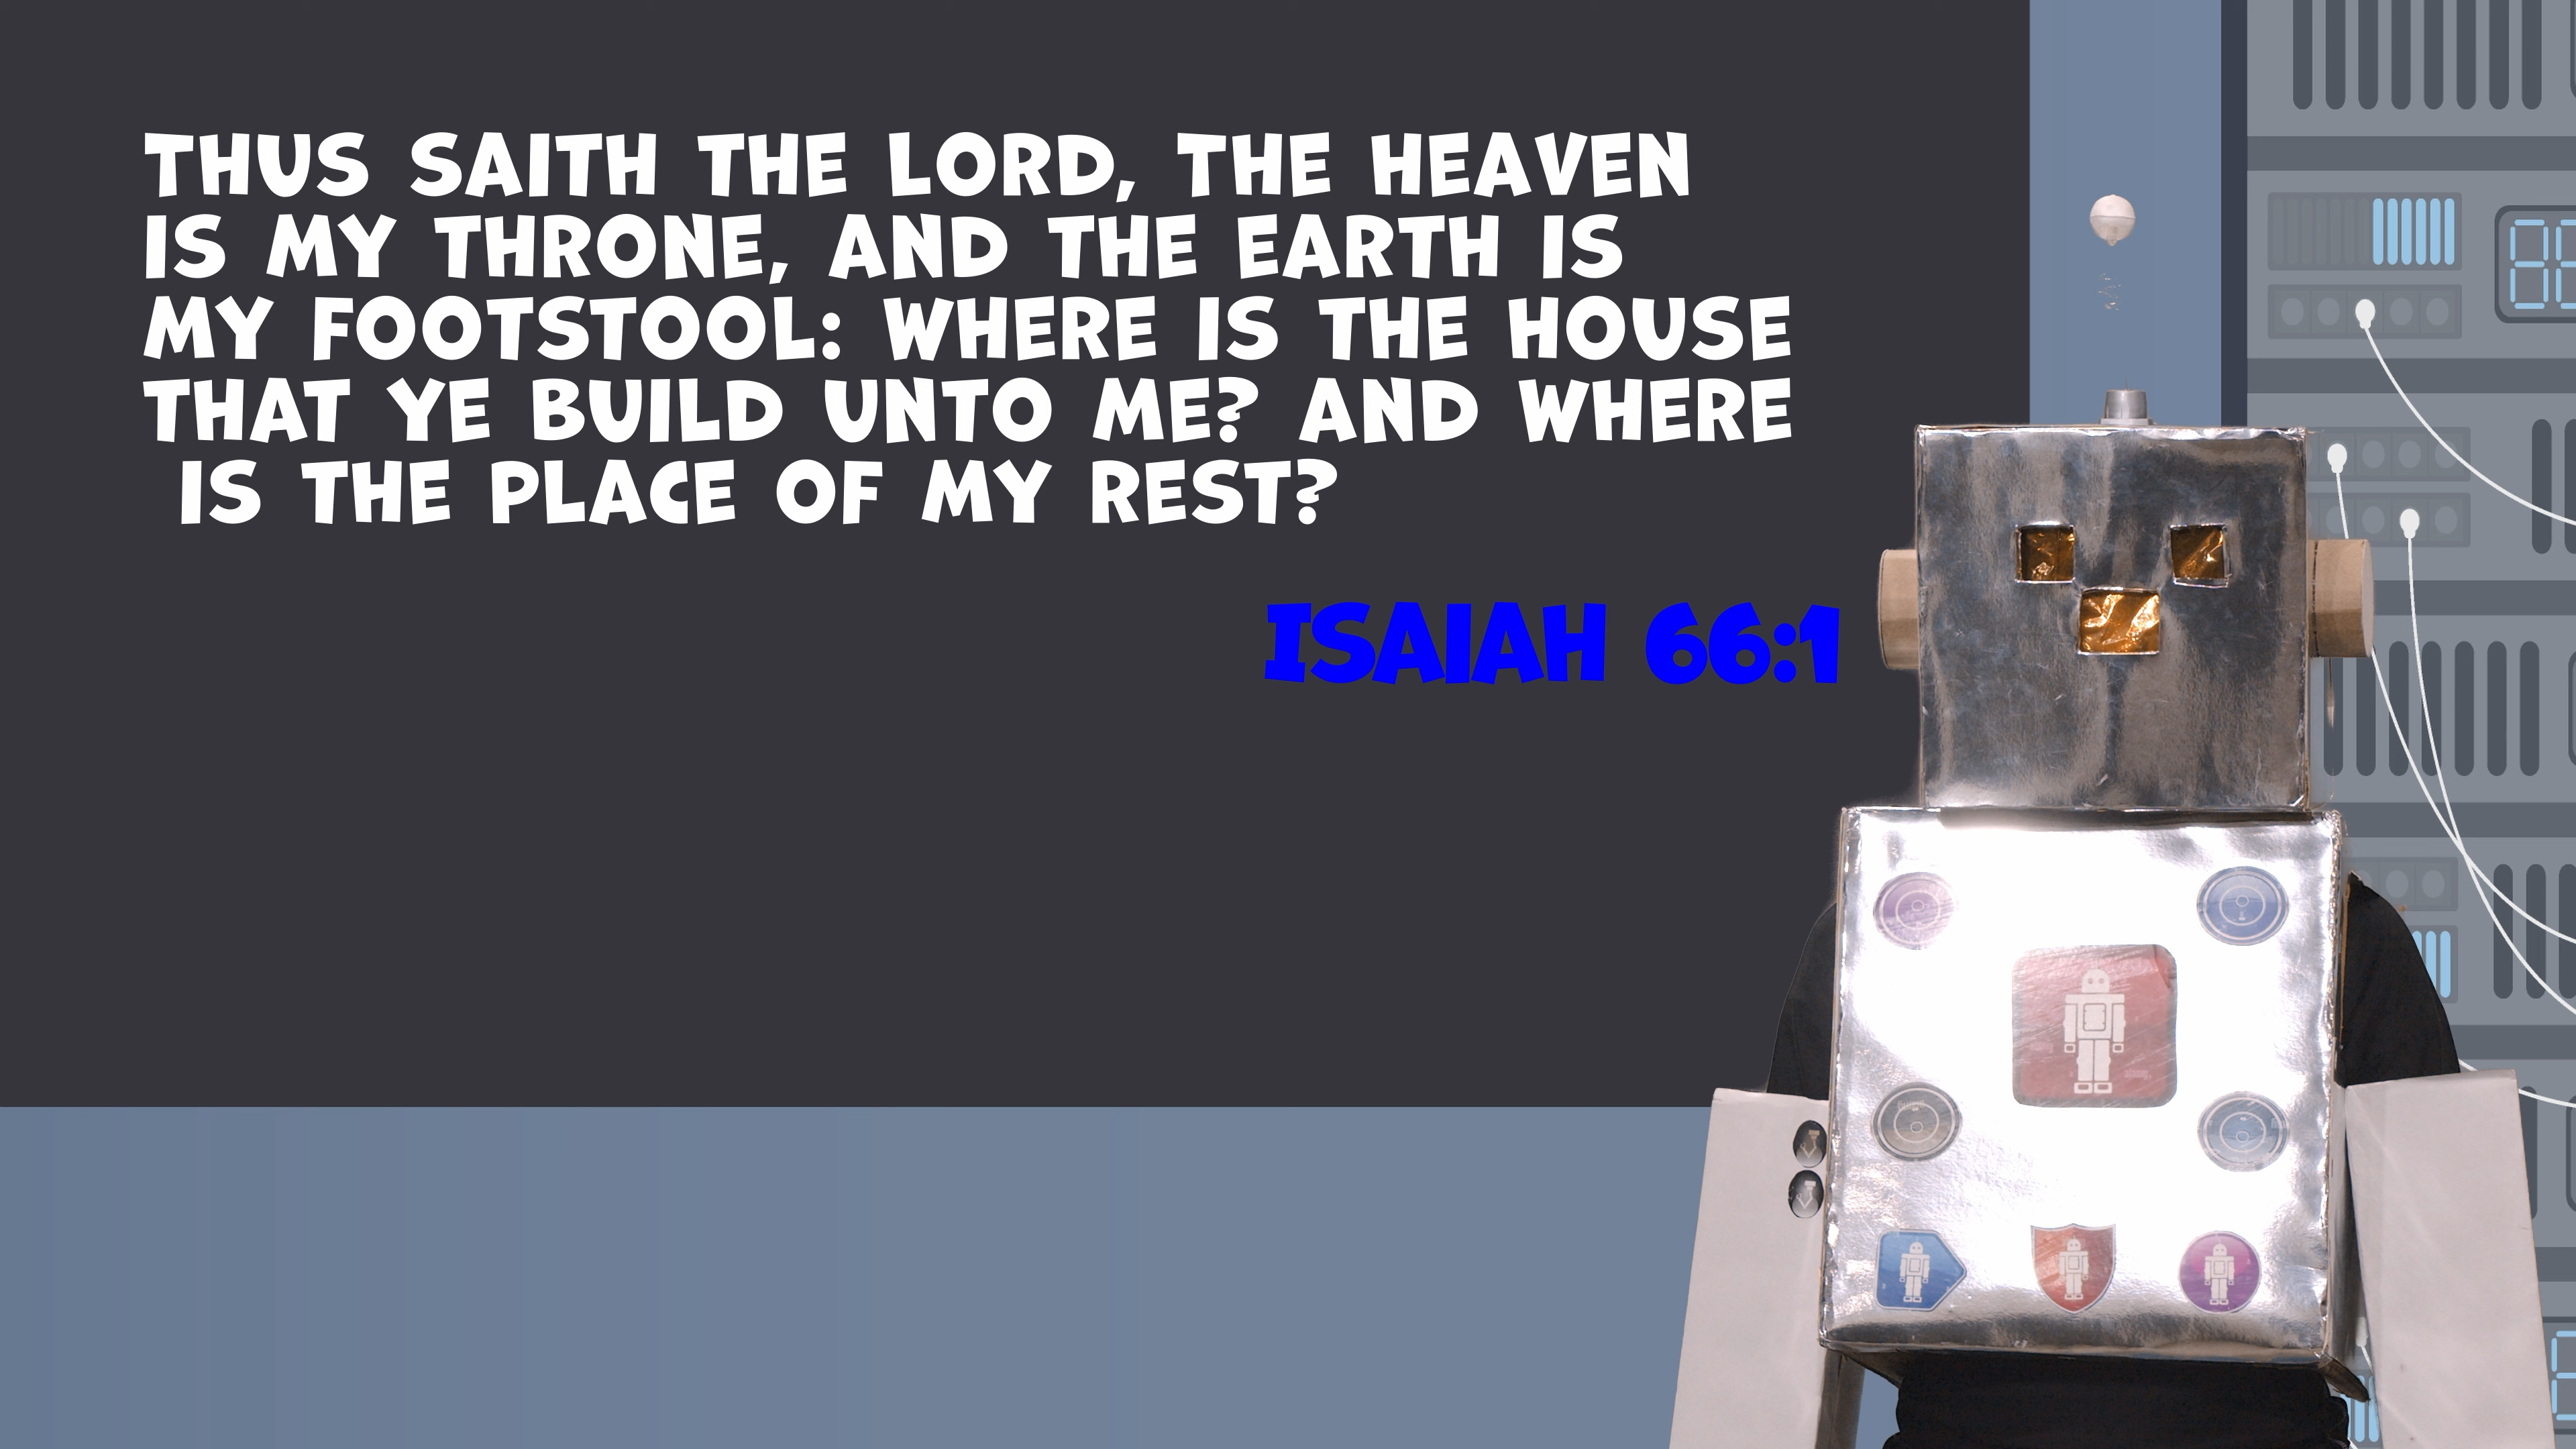 THUS SAITH THE LORD, THE HEAVEN
IS MY THRONE, AND THE EARTH IS
MY FOOTSTOOL: WHERE IS THE HOUSE
THAT YE BUILD UNTO ME? AND WHERE
IS THE PLACE OF MY REST?
ISAIAH 66:1